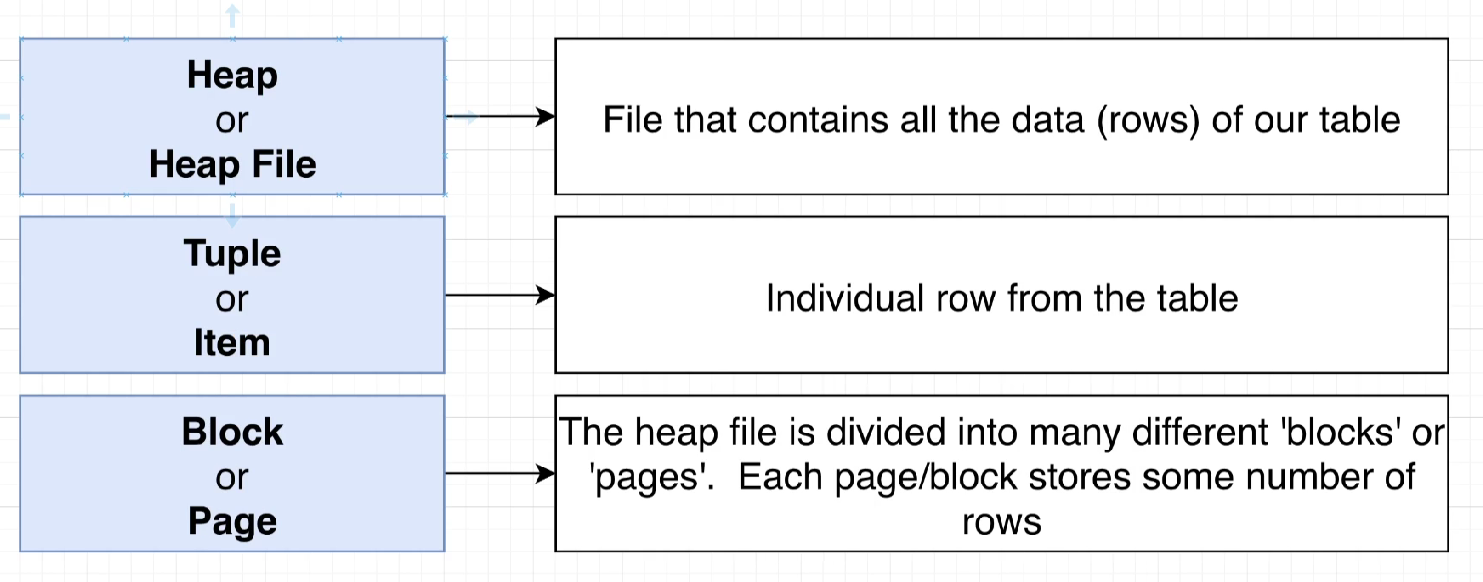 Heap
or
Heap File
File that contains all the data (rows) of our table
Tuple
or
Item
Individual row from the table
Block
or
Page
The heap file is divided into many different 'blocks' or
'pages'.  Each page/block stores some number of
rows